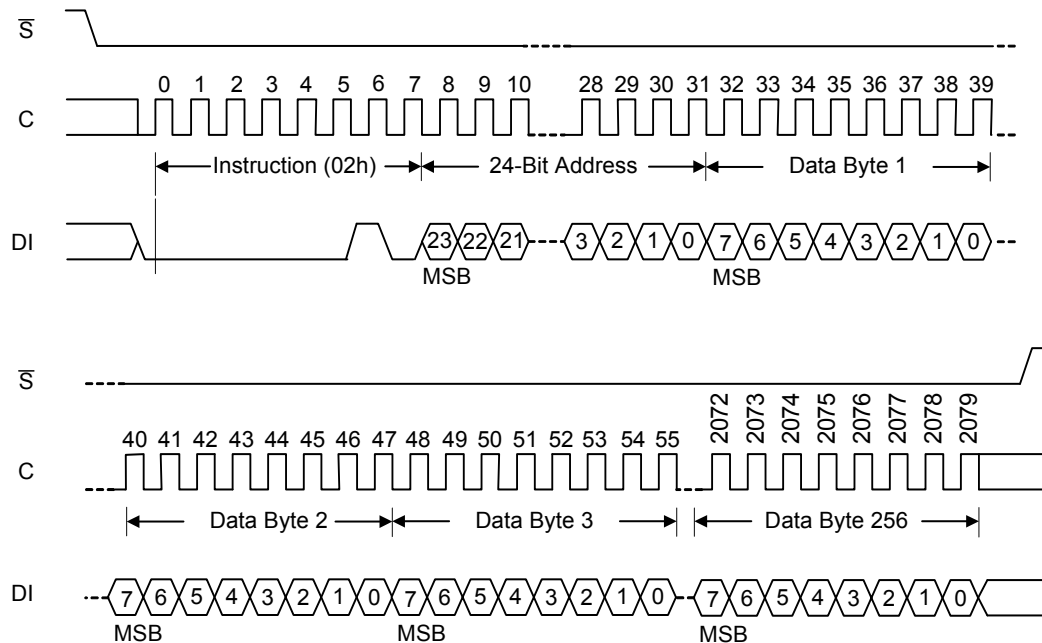 S̅
0 1 2 3 4 5 6 7 8 9 10 28 29 30 31 32 33 34 35 36 37 38 39
C
Instruction (02h) 24-Bit Address Data Byte 1
DI
23 22 21 3 2 1 0 7 6 5 4 3 2 1 0
MSB MSB
S̅
2072 2073 2074 2075 2076 2077 2078 2079
40 41 42 43 44 45 46 47 48 49 50 51 52 53 54 55
C
Data Byte 2 Data Byte 3 Data Byte 256
DI
7 6 5 4 3 2 1 0 7 6 5 4 3 2 1 0 7 6 5 4 3 2 1 0
MSB MSB MSB